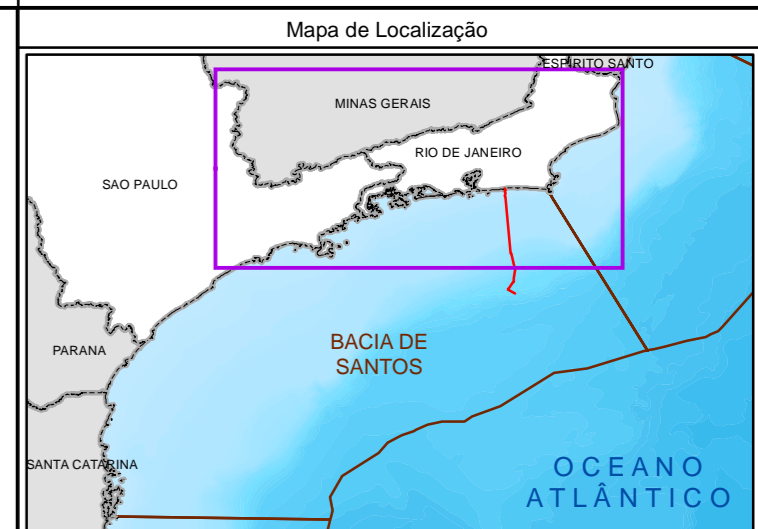 Mapa de Localização
ESPIRITO SANTO
MINAS GERAIS
RIO DE JANEIRO
SAO PAULO
PARANA
BACIA DE
SANTOS
SANTA CATARINA
OCEANO
ATLÂNTICO